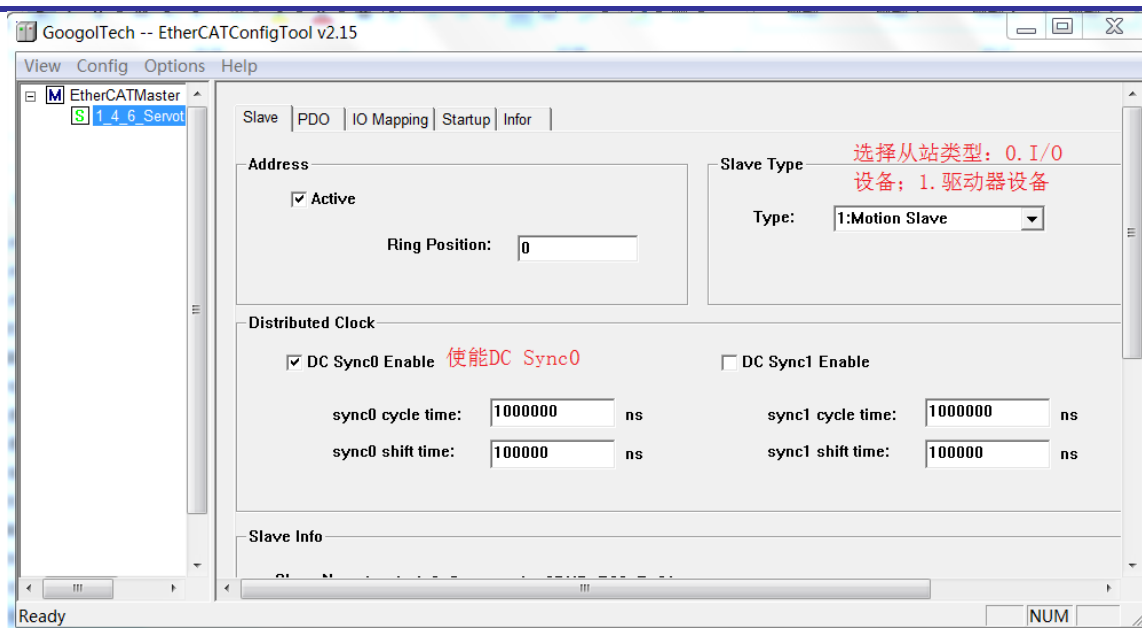 GoogolTech -- EtherCATConfigTool v2.15
View Config Options Help
M EtherCATMaster
S 1_4_6_Servot
Slave PDO IO Mapping Startup Infor
Address
Active
Ring Position: 0
Slave Type
选择从站类型：0.I/O
设备；1.驱动器设备
Type: 1:Motion Slave
Distributed Clock
DC Sync0 Enable 使能DC Sync0
DC Sync1 Enable
sync0 cycle time: 1000000 ns
sync1 cycle time: 1000000 ns
sync0 shift time: 100000 ns
sync1 shift time: 100000 ns
Slave Info
Ready
NUM